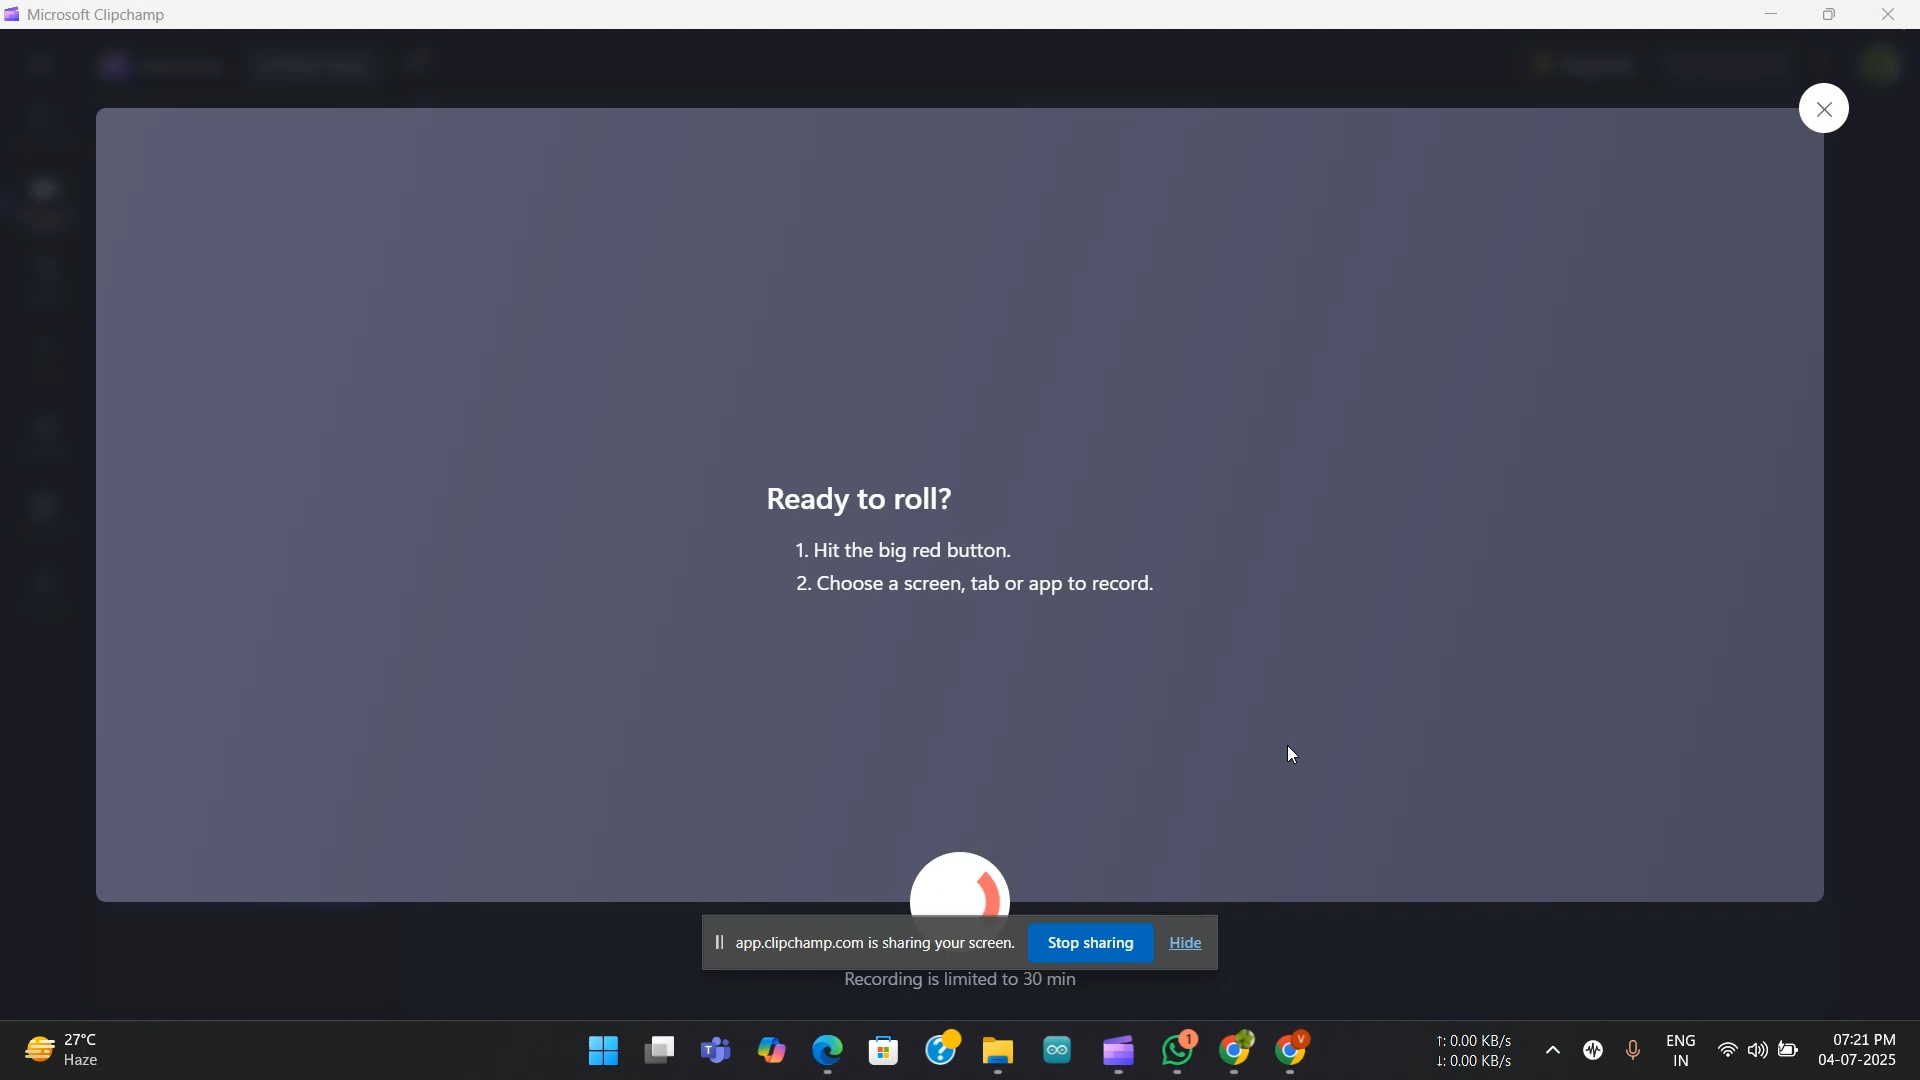 Microsoft Clipchamp
Ready to roll?
1. Hit the big red button.
2. Choose a screen, tab or app to record.
app.clipchamp.com is sharing your screen.
Stop sharing
Hide
Recording is limited to 30 min
27°C
Haze
1
V
↑: 0.00 KB/s
↓: 0.00 KB/s
ENG
IN
07:21 PM
04-07-2025